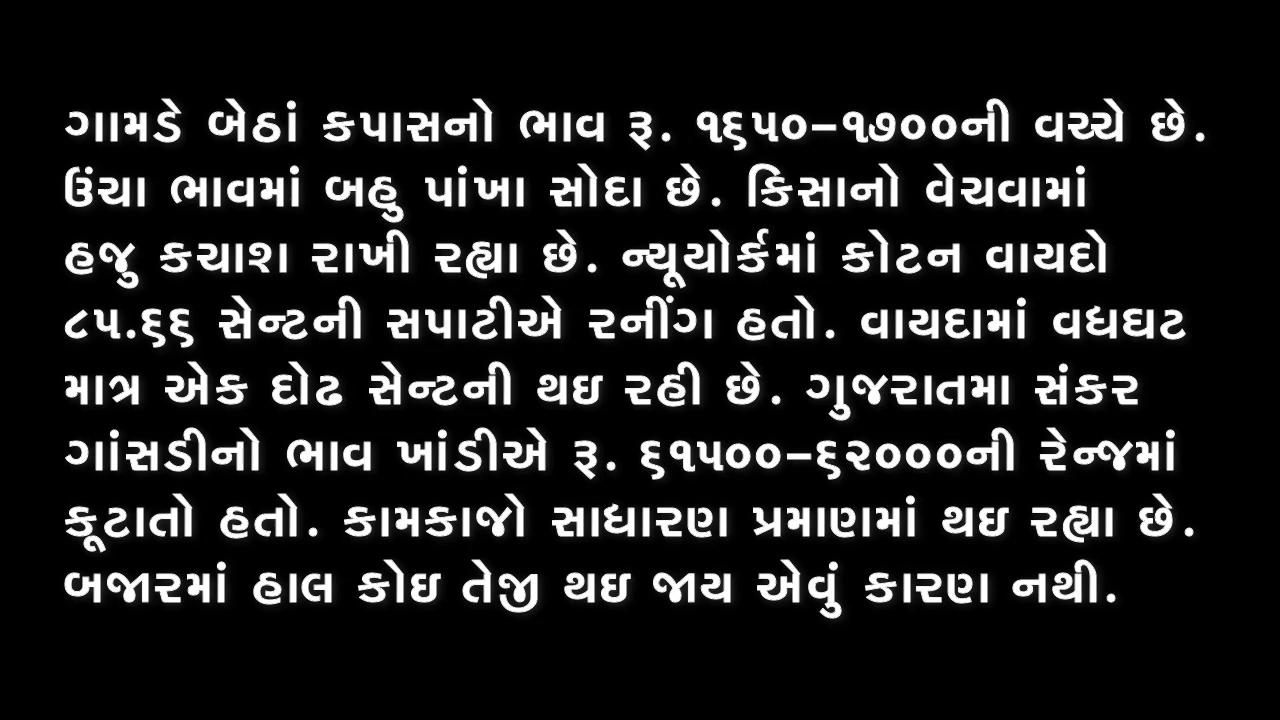 ગામડે બેઠાં કપાસનો ભાવ રૂ. ૧૬૫૦–૧૭૦૦ની વચ્ચે છે.
ઉંચા ભાવમાં બહુ પાંખા સોદા છે. કિસાનો વેચવામાં
હજુ કચાશ રાખી રહ્યા છે. ન્યૂયોર્કમાં કોટન વાયદો
૮૫.૬૬ સેન્ટની સપાટીએ રનીંગ હતો. વાયદામાં વધઘટ
માત્ર એક દોઢ સેન્ટની થઇ રહી છે. ગુજરાતમા સંકર
ગાંસડીનો ભાવ ખાંડીએ રૂ. ૬૧૫૦૦–૬૨૦૦૦ની રેન્જમાં
કૂટાતો હતો. કામકાજો સાધારણ પ્રમાણમાં થઇ રહ્યા છે.
બજારમાં હાલ કોઇ તેજી થઇ જાય એવું કારણ નથી.